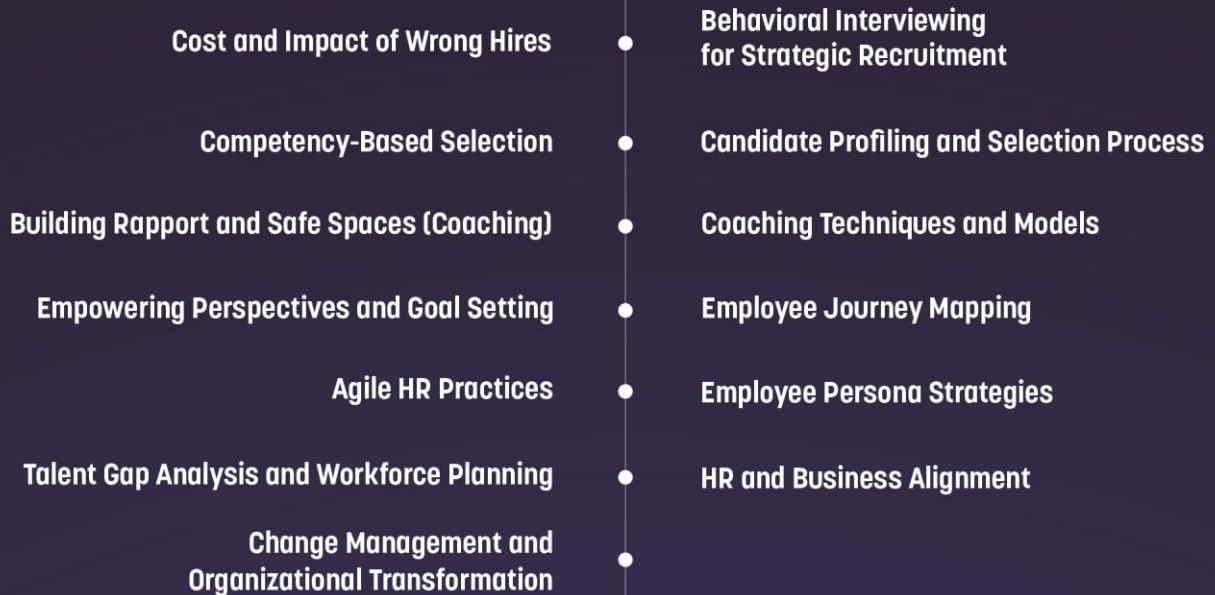 Cost and Impact of Wrong Hires
Behavioral Interviewing
for Strategic Recruitment
Competency-Based Selection
Candidate Profiling and Selection Process
Building Rapport and Safe Spaces (Coaching)
Coaching Techniques and Models
Empowering Perspectives and Goal Setting
Employee Journey Mapping
Agile HR Practices
Employee Persona Strategies
Talent Gap Analysis and Workforce Planning
HR and Business Alignment
Change Management and
Organizational Transformation